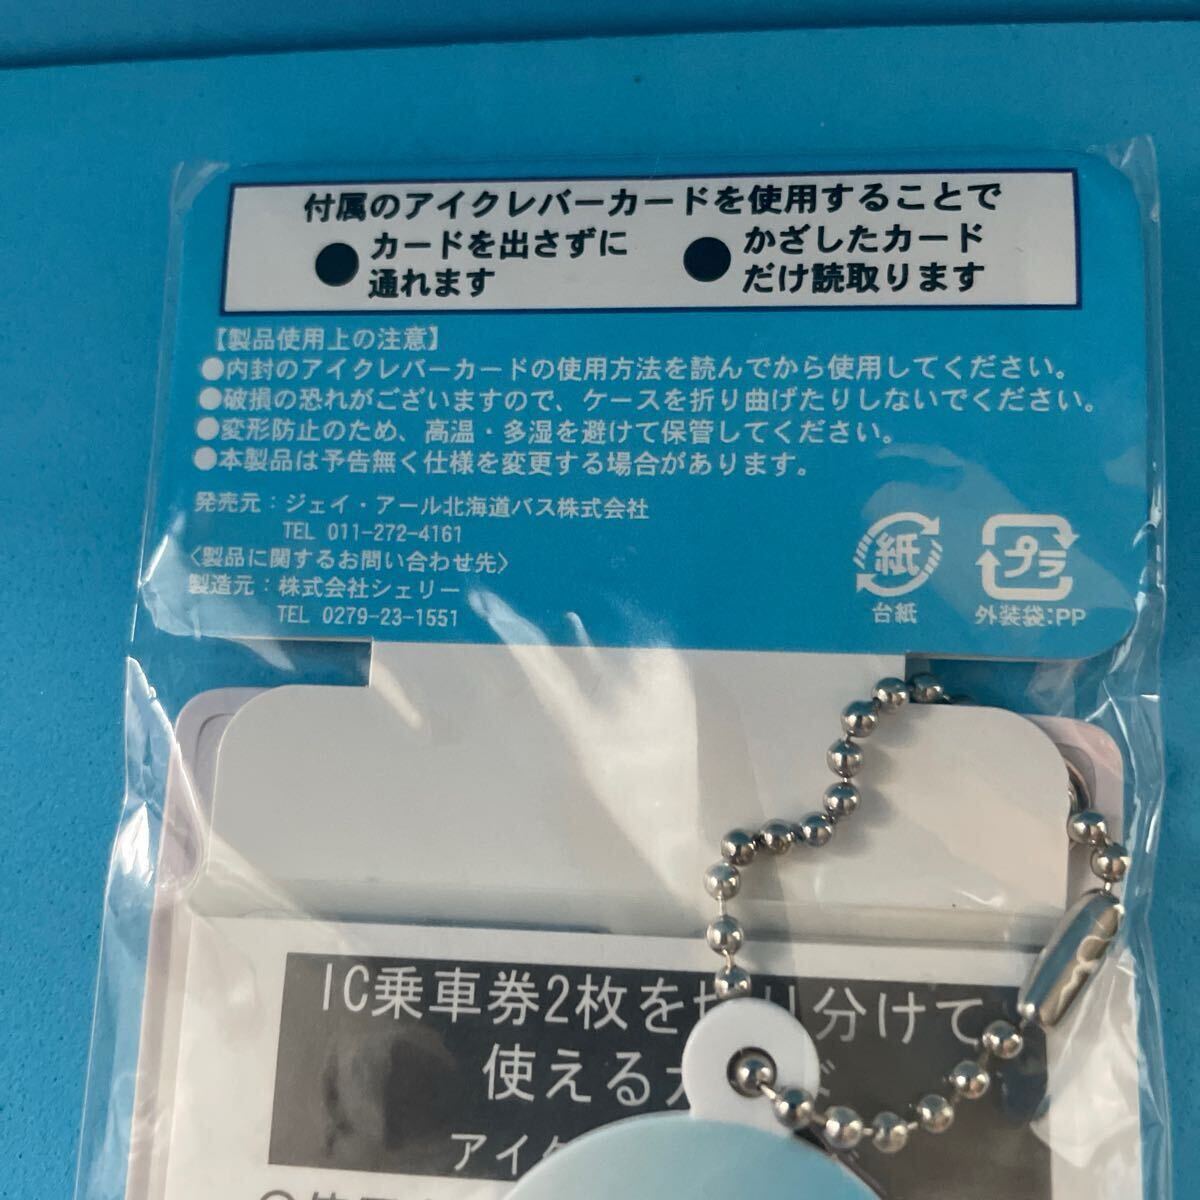 付属のアイクレバーカードを使用することで
●カードを出さずに
通れます
●かざしたカード
だけ読取ります
【製品使用上の注意】
●内封のアイクレバーカードの使用方法を読んでから使用してください。
●破損の恐れがございますので、ケースを折り曲げたりしないでください。
●変形防止のため、高温・多湿を避けて保管してください。
●本製品は予告無く仕様を変更する場合があります。
発売元：ジェイ・アール北海道バス株式会社
TEL 011-272-4161
〈製品に関するお問い合わせ先〉
製造元：株式会社シェリー
TEL 0279-23-1551
紙
台紙
プラ
外装袋：PP
IC乗車券2枚を切り分けて
使える
アイ